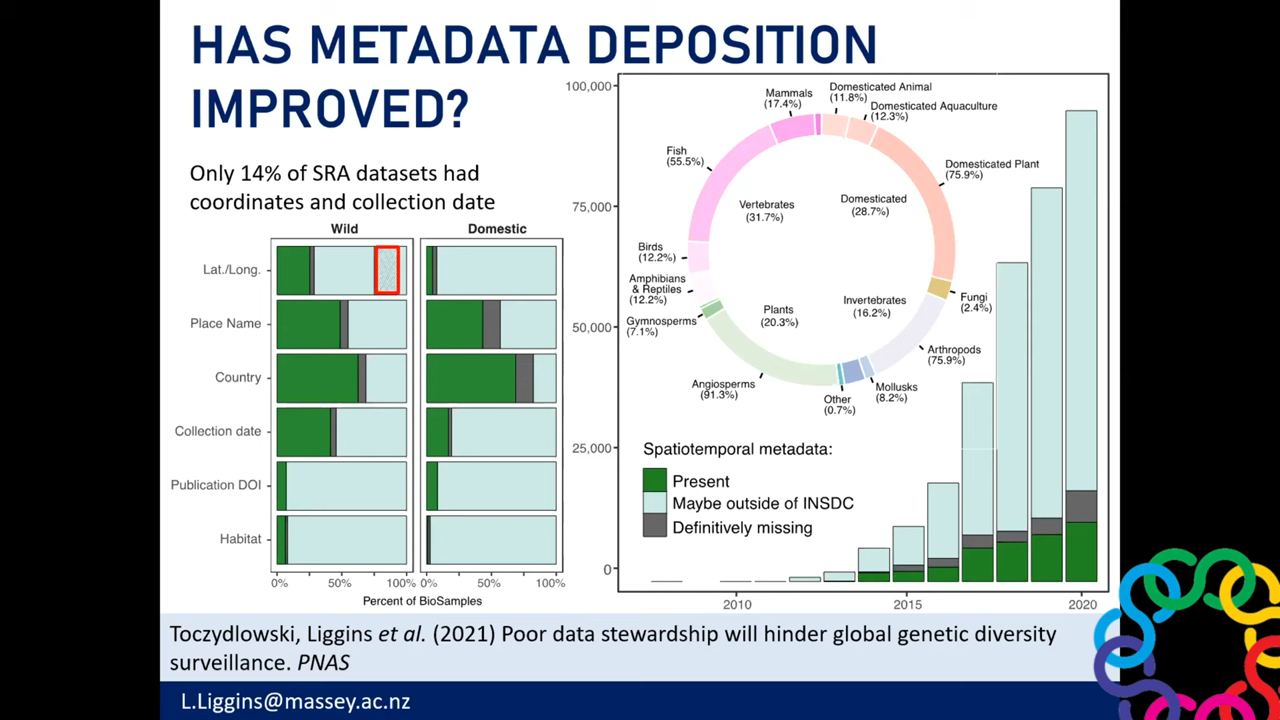 HAS METADATA DEPOSITION
IMPROVED?
Only 14% of SRA datasets had
coordinates and collection date
Wild
Domestic
Lat./Long.
Place Name
Country
Collection date
Publication DOI
Habitat
0%
50%
100%
0%
50%
100%
Percent of BioSamples
100,000
75,000
50,000
25,000
0
Mammals
(17.4%)
Domesticated Animal
(11.8%)
Domesticated Aquaculture
(12.3%)
Fish
(55.5%)
Domesticated Plant
(75.9%)
Vertebrates
(31.7%)
Domesticated
(28.7%)
Birds
(12.2%)
Amphibians
& Reptiles
(12.2%)
Gymnosperms
(7.1%)
Plants
(20.3%)
Invertebrates
(16.2%)
Fungi
(2.4%)
Arthropods
(75.9%)
Angiosperms
(91.3%)
Other
(0.7%)
Mollusks
(8.2%)
Spatiotemporal metadata:
Present
Maybe outside of INSDC
Definitively missing
2010
2015
2020
Toczydlowski, Liggins et al. (2021) Poor data stewardship will hinder global genetic diversity
surveillance. PNAS
L.Liggins@massey.ac.nz